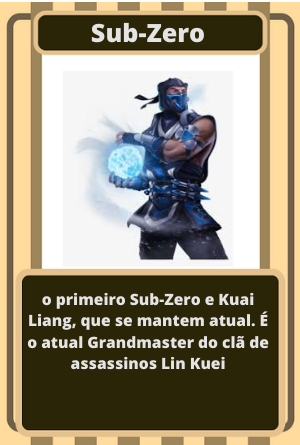 Sub-Zero
o primeiro Sub-Zero e Kuai
Liang, que se mantem atual. É
o atual Grandmaster do clã de
assassinos Lin Kuei